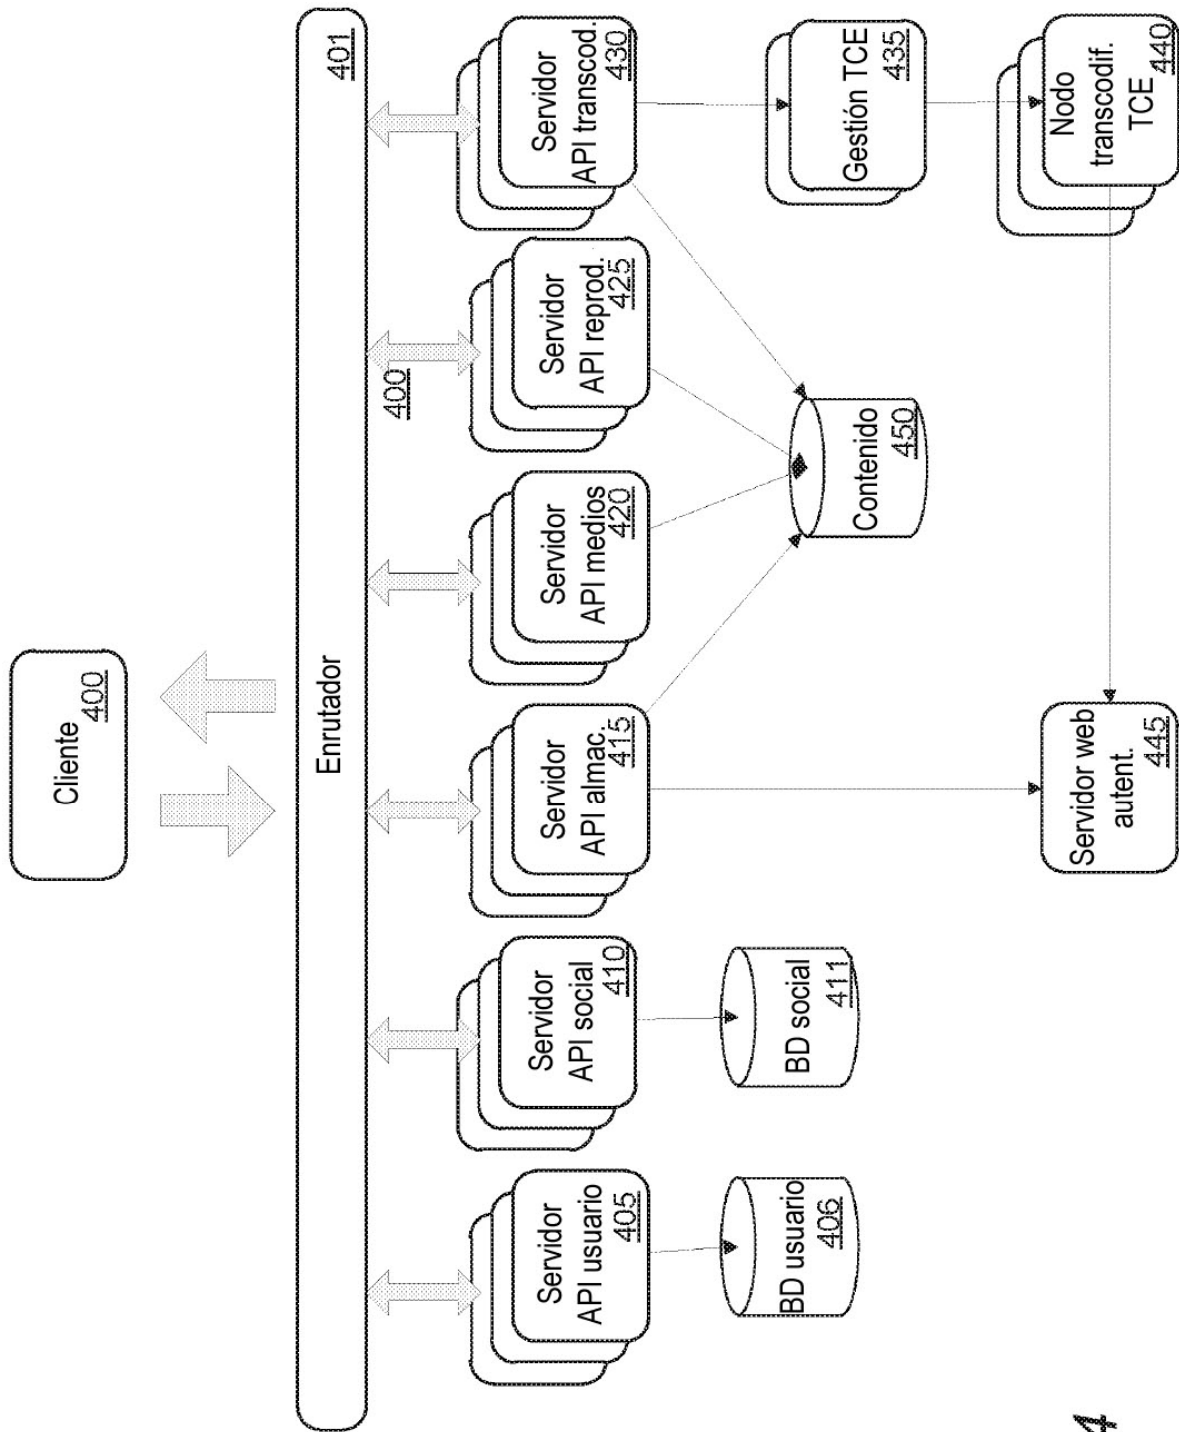 Cliente
400
Enrutador
401
400
Servidor
API usuario
405
Servidor
API social
410
Servidor
API almac.
415
Servidor
API medios
420
Servidor
API reprod.
425
Servidor
API transcod.
430
BD usuario
406
BD social
411
Contenido
450
Gestión TCE
435
Servidor web
autent.
445
Nodo
transcodif.
TCE
440
4